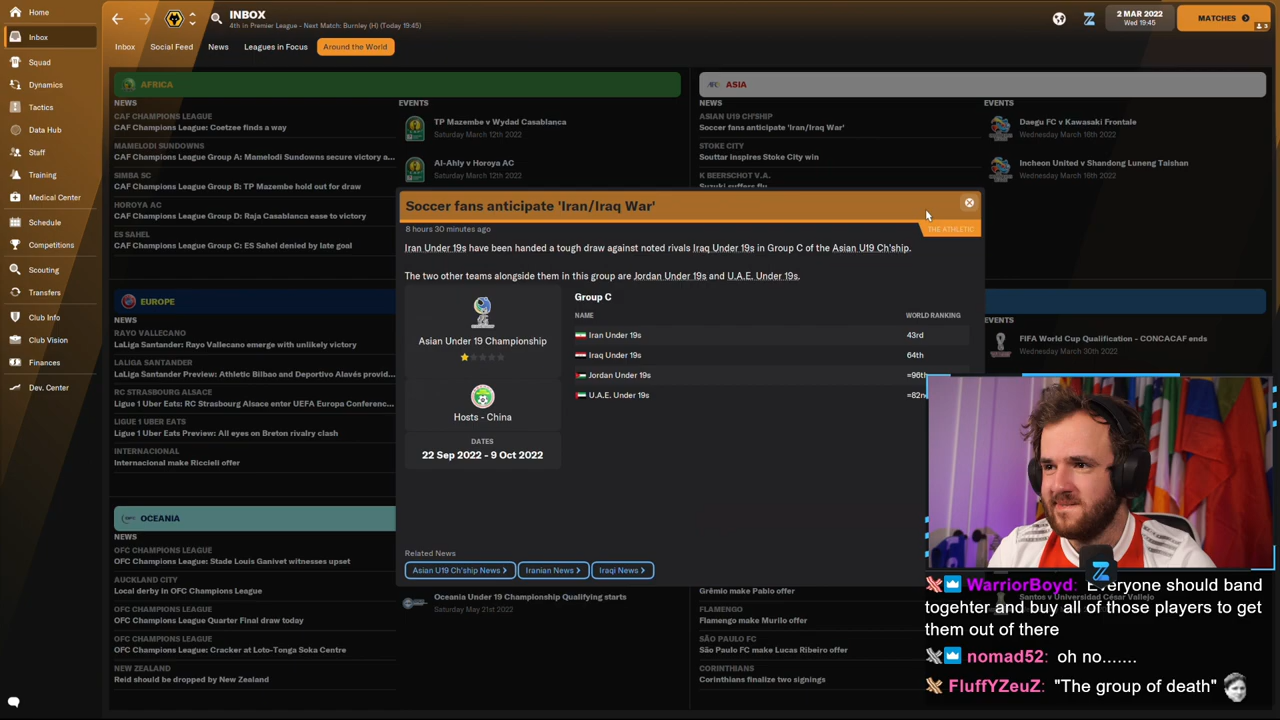 Home
Inbox
Squad
Dynamics
Tactics
Data Hub
Staff
Training
Medical Center
Schedule
Competitions
Scouting
Transfers
Club Info
Club Vision
Finances
Dev. Center
INBOX
4th in Premier League - Next Match: Burnley (H) (Today 19:45)
2 MAR 2022
Wed 19:45
MATCHES
3
Inbox
Social Feed
News
Leagues in Focus
Around the World
AFRICA
NEWS
CAF CHAMPIONS LEAGUE
CAF Champions League: Coetzee finds a way
MAMELODI SUNDOWNS
CAF Champions League Group A: Mamelodi Sundowns secure victory a...
SIMBA SC
CAF Champions League Group B: TP Mazembe hold out for draw
HOROYA AC
CAF Champions League Group D: Raja Casablanca ease to victory
ES SAHEL
CAF Champions League: ES Sahel denied by late goal
EVENTS
TP Mazembe v Wydad Casablanca
Saturday March 12th 2022
Al-Ahly v Horoya AC
Saturday March 12th 2022
ASIA
NEWS
ASIAN U19 CH'SHIP
Soccer fans anticipate 'Iran/Iraq War'
STOKE CITY
Souttar inspires Stoke City win
K BEERSCHOT V.A.
Suzuki suffers flu
EVENTS
Daegu FC v Kawasaki Frontale
Wednesday March 16th 2022
Incheon United v Shandong Luneng Taishan
Wednesday March 16th 2022
Soccer fans anticipate 'Iran/Iraq War'
8 hours 30 minutes ago
THE ATHLETIC
Iran Under 19s have been handed a tough draw against noted rivals Iraq Under 19s in Group C of the Asian U19 Ch'ship.
The two other teams alongside them in this group are Jordan Under 19s and U.A.E. Under 19s.
Asian Under 19 Championship
Hosts - China
DATES
22 Sep 2022 - 9 Oct 2022
Group C
NAME
WORLD RANKING
Iran Under 19s
43rd
Iraq Under 19s
64th
Jordan Under 19s
=96th
U.A.E. Under 19s
=82nd
Related News
Asian U19 Ch'ship News >
Iranian News >
Iraqi News >
EUROPE
NEWS
RAYO VALLECANO
LaLiga Santander: Rayo Vallecano emerge with unlikely victory
LALIGA SANTANDER
LaLiga Santander Preview: Athletic Bilbao and Deportivo Alavés provid...
RC STRASBOURG ALSACE
Ligue 1 Uber Eats: RC Strasbourg Alsace enter UEFA Europa Conferenc...
LIGUE 1 UBER EATS
Ligue 1 Uber Eats Preview: All eyes on Breton rivalry clash
INTERNACIONAL
Internacional make Riccieli offer
EVENTS
FIFA World Cup Qualification - CONCACAF ends
Wednesday March 30th 2022
OCEANIA
NEWS
OFC CHAMPIONS LEAGUE
OFC Champions League: Stade Louis Ganivet witnesses upset
AUCKLAND CITY
Local derby in OFC Champions League
OFC CHAMPIONS LEAGUE
OFC Champions League Quarter Final draw today
OFC CHAMPIONS LEAGUE
OFC Champions League: Cracker at Loto-Tonga Soka Centre
NEW ZEALAND
Reid should be dropped by New Zealand
Oceania Under 19 Championship Qualifying starts
Saturday May 21st 2022
Grêmio make Pablo offer
FLAMENGO
Flamengo make Murilo offer
SÃO PAULO FC
São Paulo FC make Lucas Ribeiro offer
CORINTHIANS
Corinthians finalize two signings
Santos v Universidad César Vallejo
WarriorBoyd: Everyone should band
togehter and buy all of those players to get
them out of there
nomad52: oh no.......
FluffYZeuZ: "The group of death"